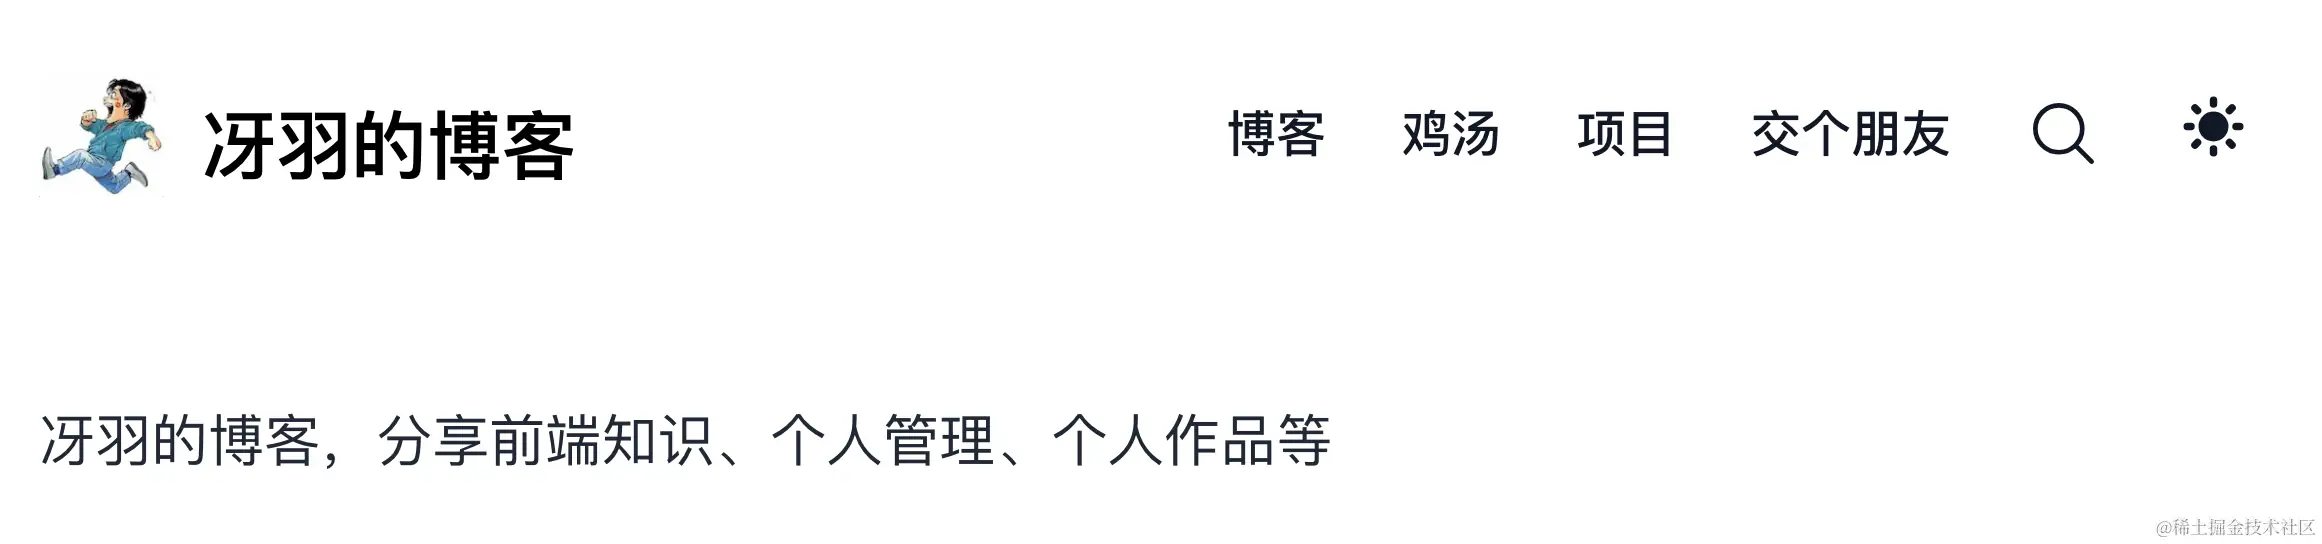 冴羽的博客
博客 鸡汤 项目 交个朋友
冴羽的博客，分享前端知识、个人管理、个人作品等
@稀土掘金技术社区